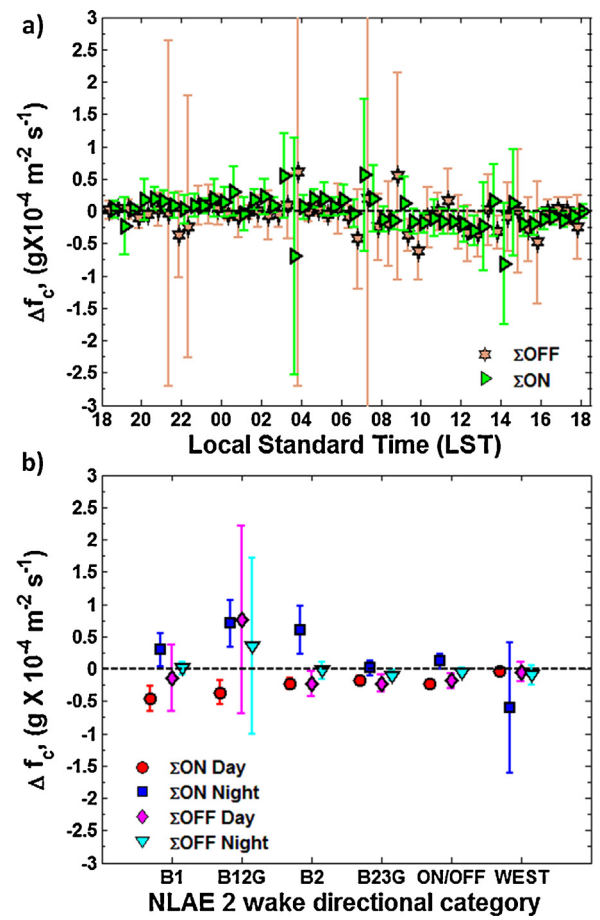 a)
3
2.5
2
1.5
1
0.5
0
-0.5
-1
-1.5
-2
-2.5
-3
Δf_c, (gX10^-4 m^-2 s^-1)
ΣOFF
ΣON
18 20 22 00 02 04 06 08 10 12 14 16 18
Local Standard Time (LST)
b)
3
2.5
2
1.5
1
0.5
0
-0.5
-1
-1.5
-2
-2.5
-3
Δ f_c, (g X 10^-4 m^-2 s^-1)
ΣON Day
ΣON Night
ΣOFF Day
ΣOFF Night
B1 B12G B2 B23G ON/OFF WEST
NLAE 2 wake directional category